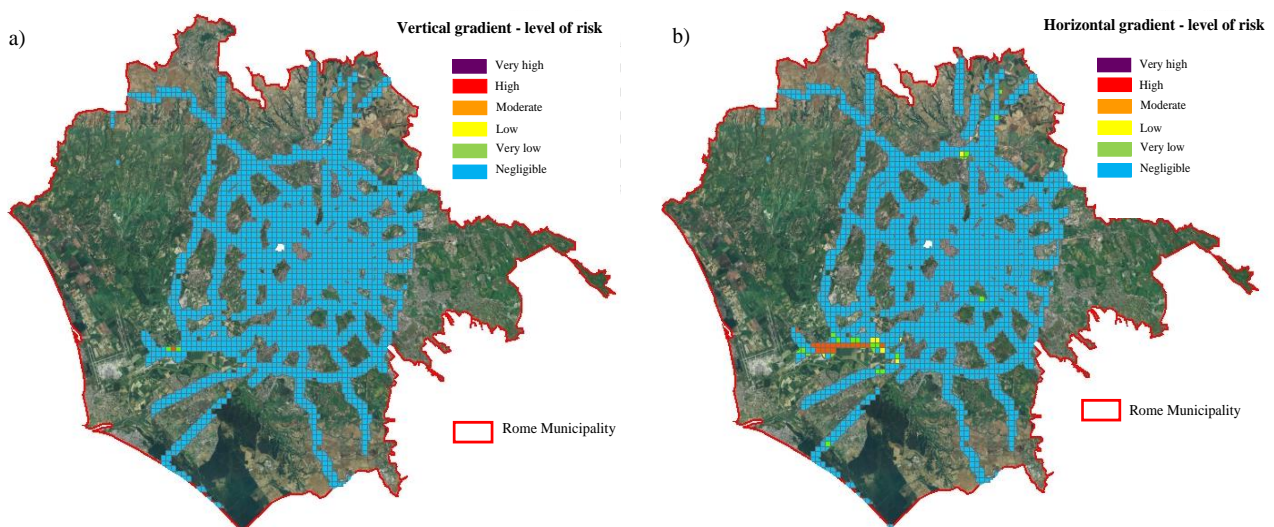 a)
Vertical gradient - level of risk
Very high
High
Moderate
Low
Very low
Negligible
Rome Municipality
b)
Horizontal gradient - level of risk
Very high
High
Moderate
Low
Very low
Negligible
Rome Municipality